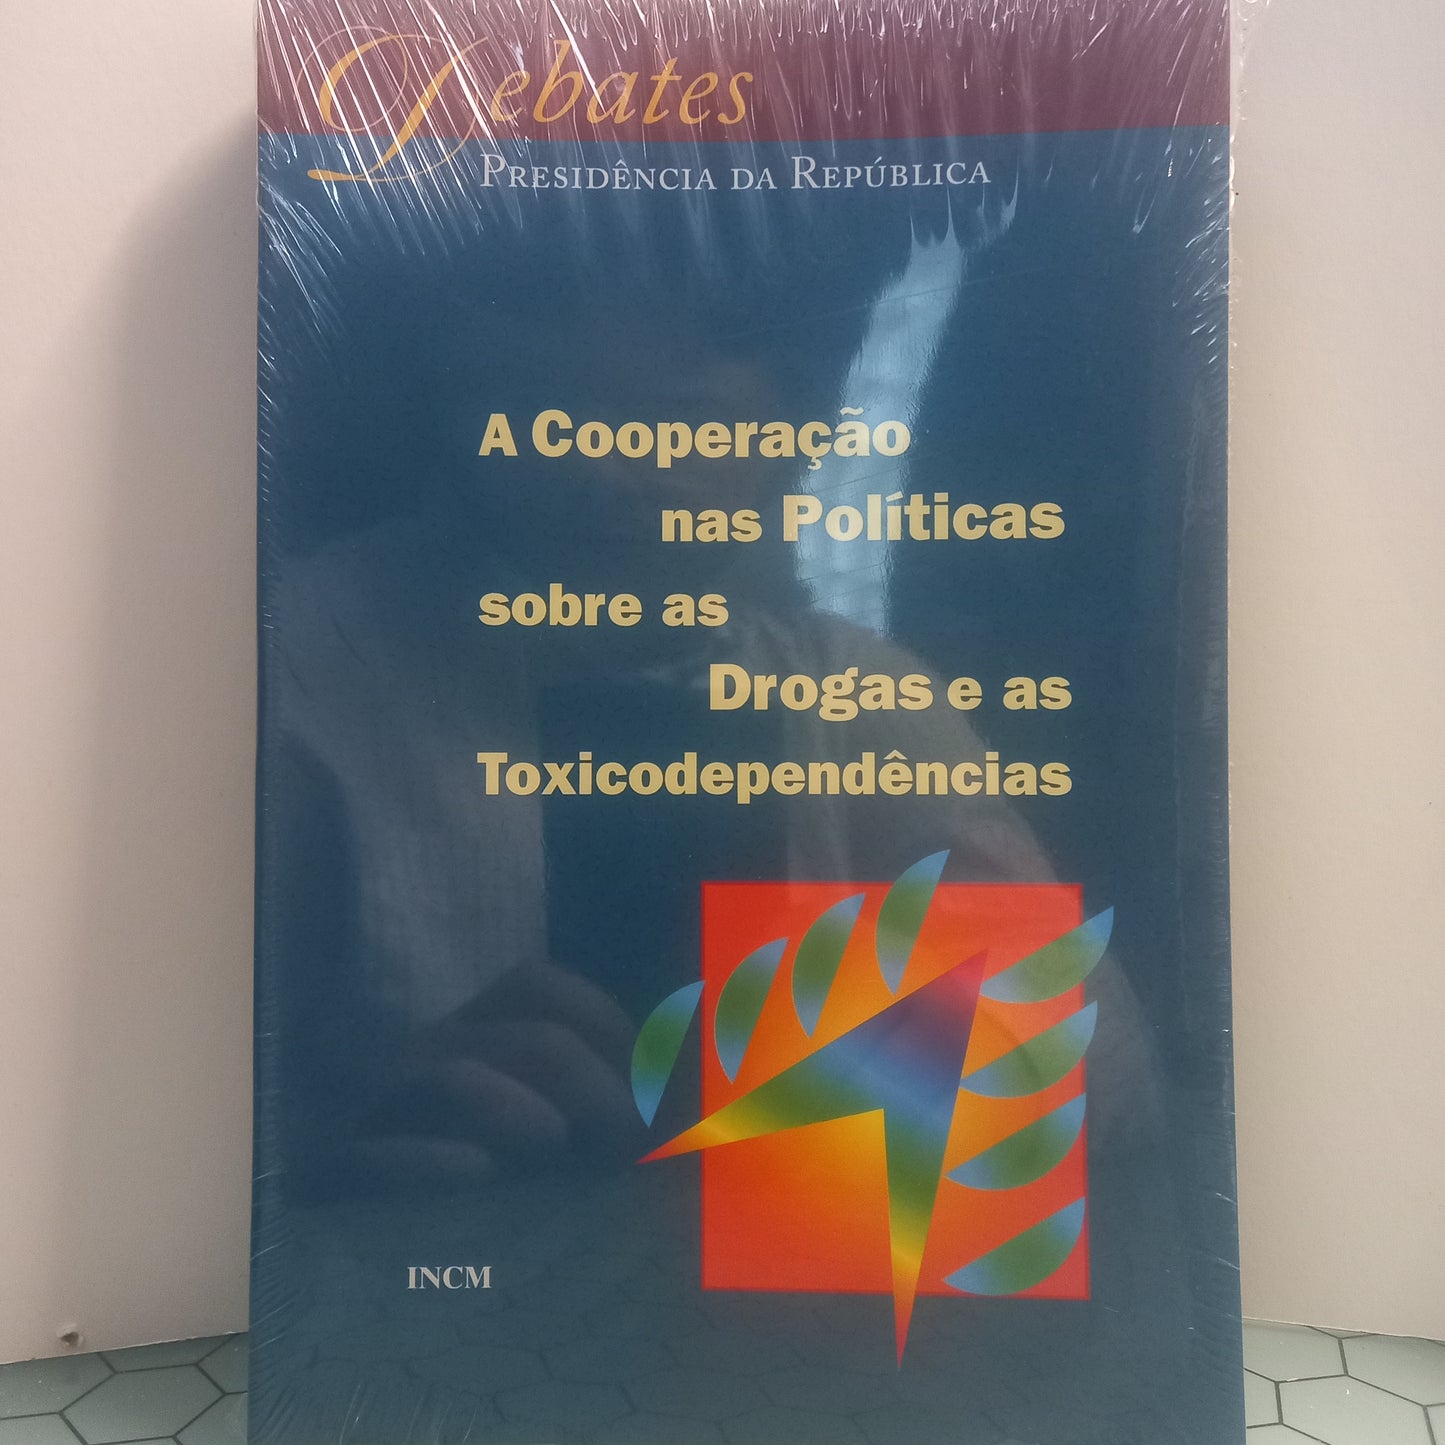 Debates
PRESIDÊNCIA DA REPÚBLICA
A Cooperação
nas Políticas
sobre as
Drogas e as
Toxicodependências
INCM